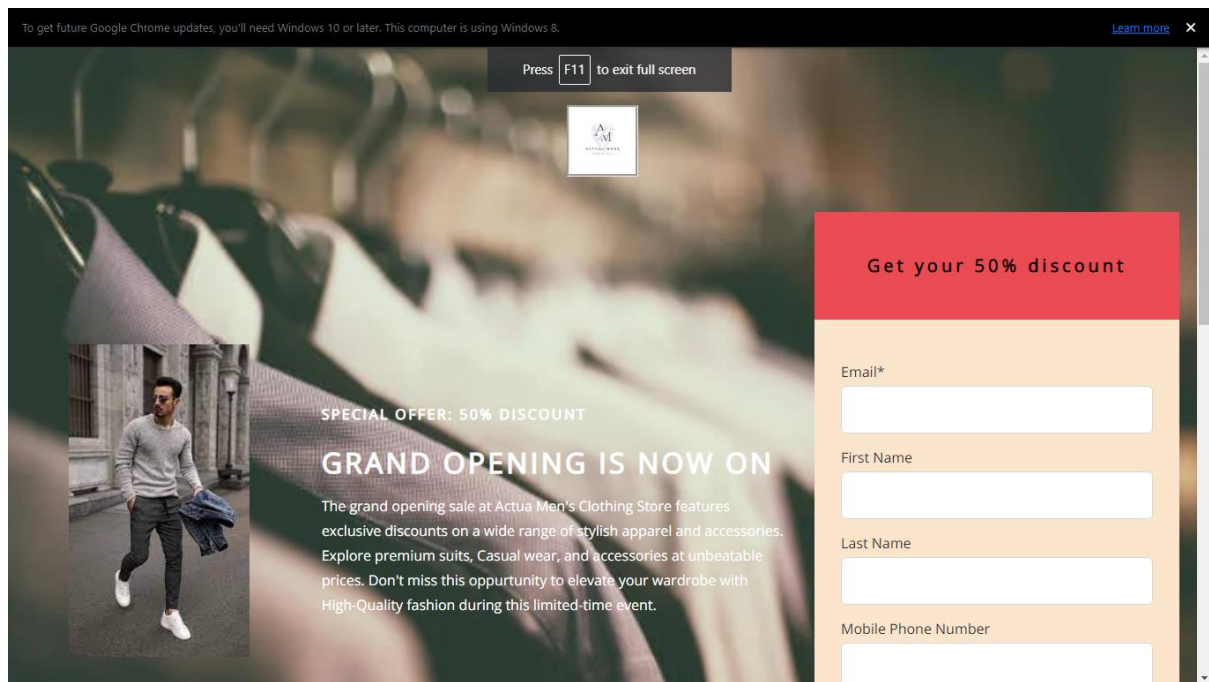 To get future Google Chrome updates, you'll need Windows 10 or later. This computer is using Windows 8.
Learn more
Press F11 to exit full screen
AM
ACTUAL MENS
Get your 50% discount
SPECIAL OFFER: 50% DISCOUNT
GRAND OPENING IS NOW ON
The grand opening sale at Actua Men's Clothing Store features
exclusive discounts on a wide range of stylish apparel and accessories.
Explore premium suits, Casual wear, and accessories at unbeatable
prices. Don't miss this oppurtunity to elevate your wardrobe with
High-Quality fashion during this limited-time event.
Email*
First Name
Last Name
Mobile Phone Number